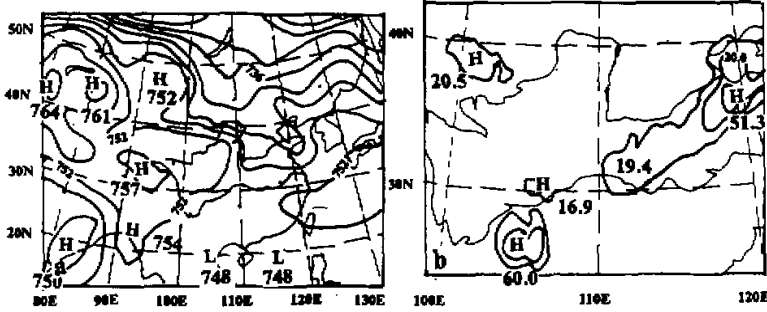 50N
40N
30N
20N
H
764
H
761
H
752
H
757
H
754
H
750
a
L
748
L
748
752
752
80E 90E 100E 110E 120E 130E
40N
30N
H
20.5
H
51.3
19.4
H
16.9
H
60.0
b
100E 110E 120E